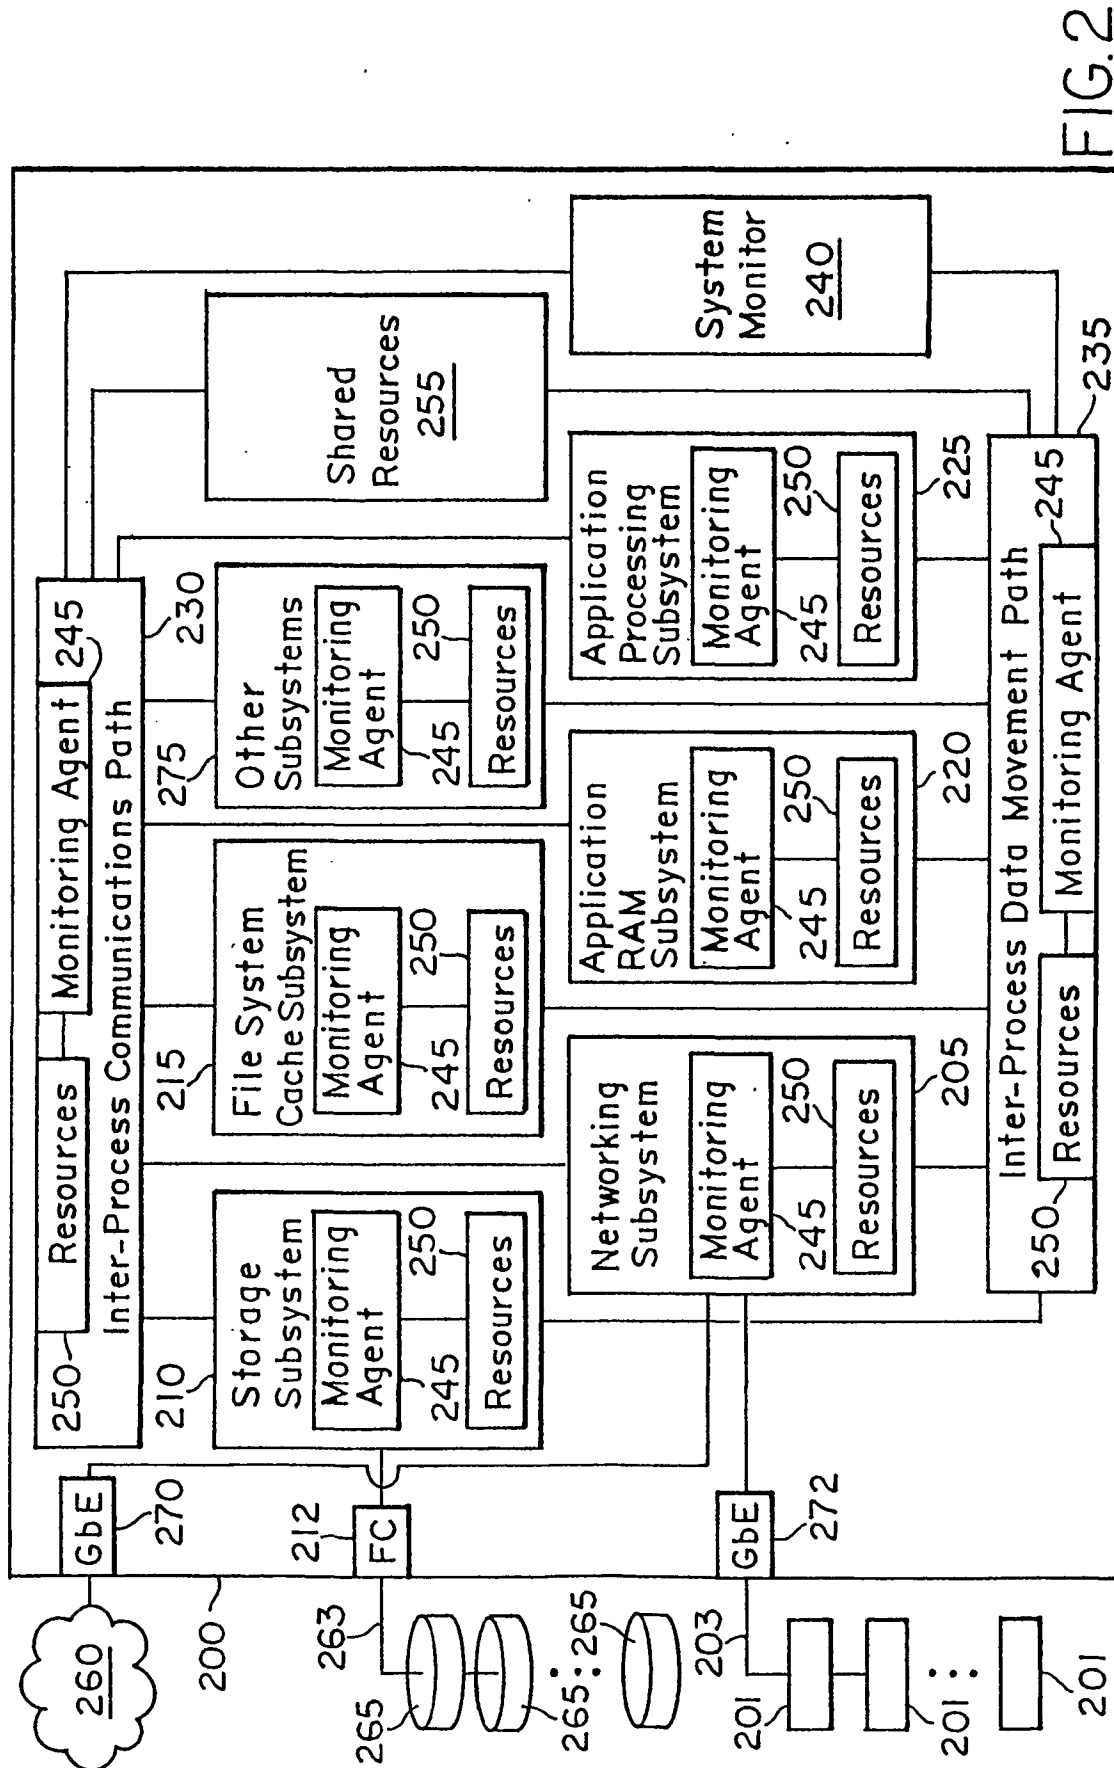 260
200
GbE
270
250
Resources
Monitoring Agent
245
Inter-Process Communications Path
230
FC
212
263
265
265
265
210
Storage
Subsystem
Monitoring
Agent
245
250
Resources
215
File System
Cache Subsystem
Monitoring
Agent
245
250
Resources
275
Other
Subsystems
Monitoring
Agent
245
250
Resources
Shared
Resources
255
GbE
272
203
201
201
201
Networking
Subsystem
Monitoring
Agent
245
250
Resources
205
Application
RAM
Subsystem
Monitoring
Agent
245
250
Resources
220
Application
Processing
Subsystem
Monitoring
Agent
245
250
Resources
225
System
Monitor
240
Inter-Process Data Movement Path
250
Resources
Monitoring Agent
245
235
FIG. 2